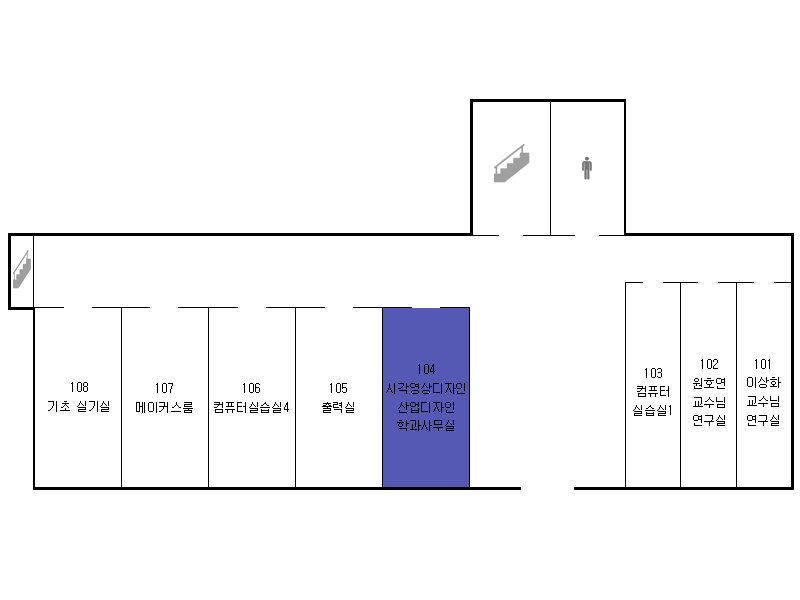 108
기초 실기실
107
메이커스룸
106
컴퓨터실습실4
105
출력실
104
시각영상디자인
산업디자인
학과사무실
103
컴퓨터
실습실1
102
원호연
교수님
연구실
101
이상화
교수님
연구실